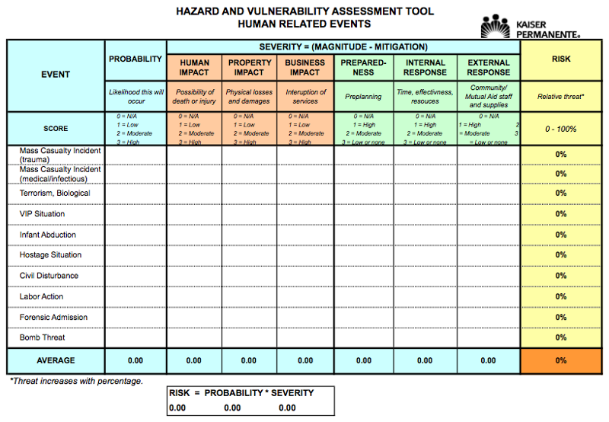 HAZARD AND VULNERABILITY ASSESSMENT TOOL
HUMAN RELATED EVENTS
KAISER
PERMANENTE®
SEVERITY = (MAGNITUDE - MITIGATION)
EVENT PROBABILITY HUMAN IMPACT PROPERTY IMPACT BUSINESS IMPACT PREPARED-NESS INTERNAL RESPONSE EXTERNAL RESPONSE RISK
Likelihood this will occur Possibility of death or injury Physical losses and damages Interuption of services Preplanning Time, effectivness, resouces Community/ Mutual Aid staff and supplies Relative threat*
SCORE 0 = N/A 1 = Low 2 = Moderate 3 = High 0 = N/A 1 = Low 2 = Moderate 3 = High 0 = N/A 1 = Low 2 = Moderate 3 = High 0 = N/A 1 = Low 2 = Moderate 3 = High 0 = N/A 1 = High 2 = Moderate 3 = Low or none 0 = N/A 1 = High 2 = Moderate 3 = Low or none 0 = N/A 1 = High 2 = Moderate 3 = Low or none 0 - 100%
Mass Casualty Incident (trauma) 0%
Mass Casualty Incident (medical/infectious) 0%
Terrorism, Biological 0%
VIP Situation 0%
Infant Abduction 0%
Hostage Situation 0%
Civil Disturbance 0%
Labor Action 0%
Forensic Admission 0%
Bomb Threat 0%
AVERAGE 0.00 0.00 0.00 0.00 0.00 0.00 0.00 0%
*Threat increases with percentage.
RISK = PROBABILITY * SEVERITY
0.00 0.00 0.00